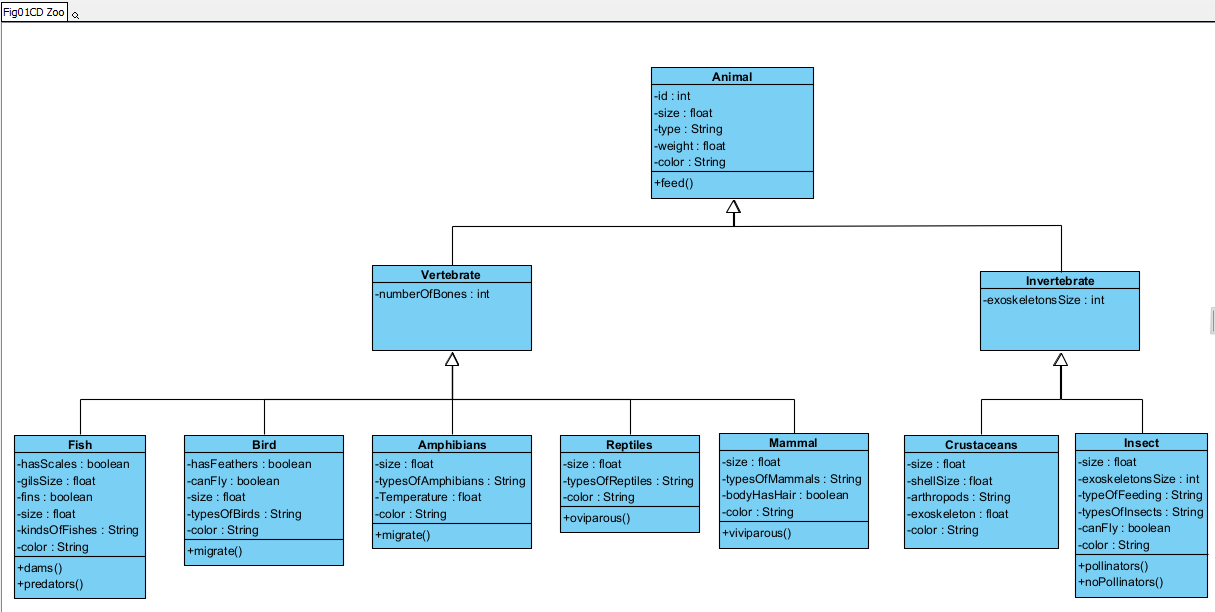 Fig01CD Zoo
Animal
-id : int
-size : float
-type : String
-weight : float
-color : String
+feed()
Vertebrate
-numberOfBones : int
Invertebrate
-exoskeletonsSize : int
Fish
-hasScales : boolean
-gilsSize : float
-fins : boolean
-size : float
-kindsOfFishes : String
-color : String
+dams()
+predators()
Bird
-hasFeathers : boolean
-canFly : boolean
-size : float
-typesOfBirds : String
-color : String
+migrate()
Amphibians
-size : float
-typesOfAmphibians : String
-Temperature : float
-color : String
+migrate()
Reptiles
-size : float
-typesOfReptiles : String
-color : String
+oviparous()
Mammal
-size : float
-typesOfMammals : String
-bodyHasHair : boolean
-color : String
+viviparous()
Crustaceans
-size : float
-shellSize : float
-arthropods : String
-exoskeleton : float
-color : String
Insect
-size : float
-exoskeletonsSize : int
-typeOfFeeding : String
-typesOfInsects : String
-canFly : boolean
-color : String
+pollinators()
+noPollinators()